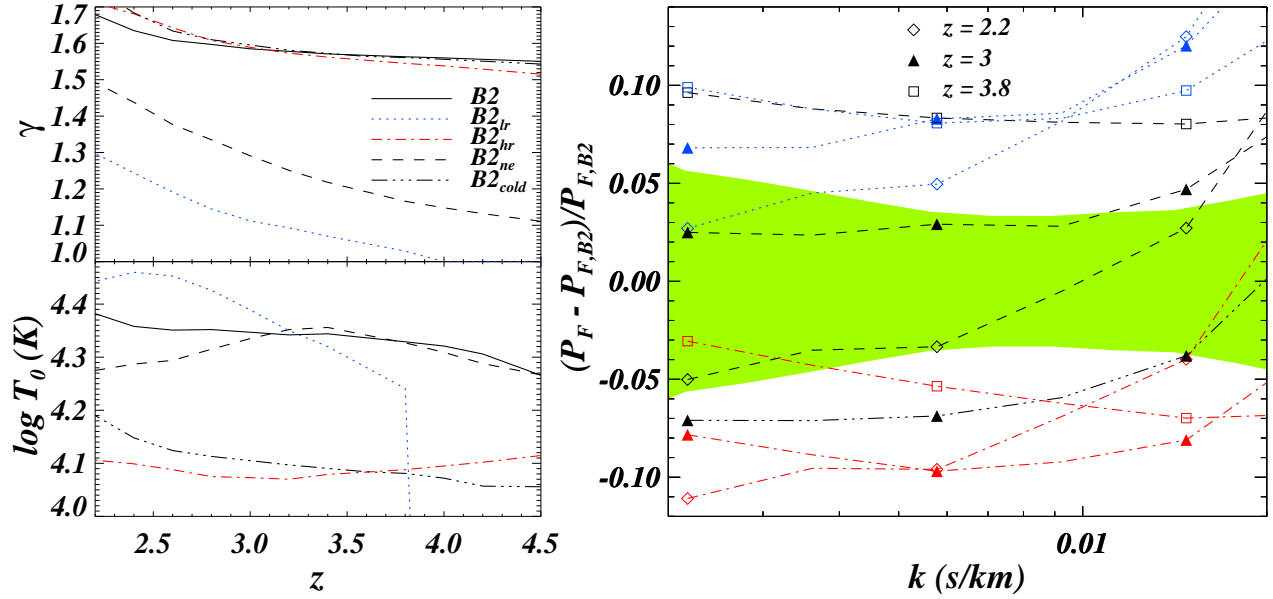 1.7
1.6
1.5
1.4
1.3
1.2
1.1
1.0
γ
B2
B2lr
B2hr
B2ne
B2cold
4.4
4.3
4.2
4.1
4.0
log T0 (K)
2.5 3.0 3.5 4.0 4.5
z
0.10
0.05
0.00
-0.05
-0.10
(PF - PF,B2)/PF,B2
z = 2.2
z = 3
z = 3.8
0.01
k (s/km)